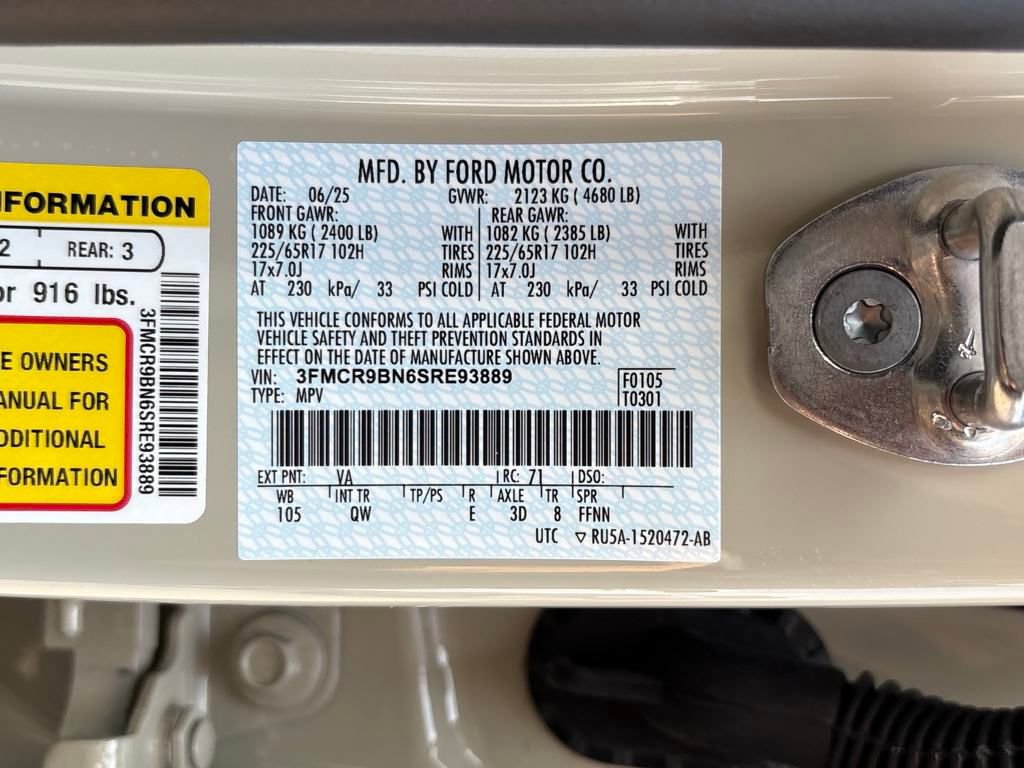 INFORMATION
2 REAR: 3
or 916 lbs.
E OWNERS
ANUAL FOR
DDITIONAL
FORMATION
3FMCR9BN6SRE93889
MFD. BY FORD MOTOR CO.
DATE: 06/25 GVWR: 2123 KG ( 4680 LB)
FRONT GAWR: REAR GAWR:
1089 KG ( 2400 LB) WITH 1082 KG ( 2385 LB) WITH
225/65R17 102H TIRES 225/65R17 102H TIRES
17x7.0J RIMS 17x7.0J RIMS
AT 230 kPa/ 33 PSI COLD AT 230 kPa/ 33 PSI COLD
THIS VEHICLE CONFORMS TO ALL APPLICABLE FEDERAL MOTOR
VEHICLE SAFETY AND THEFT PREVENTION STANDARDS IN
EFFECT ON THE DATE OF MANUFACTURE SHOWN ABOVE.
VIN: 3FMCR9BN6SRE93889 F0105
TYPE: MPV T0301
EXT PNT: VA RC: 71 DSO:
WB INT TR TP/PS R AXLE TR SPR
105 QW E 3D 8 FFNN
UTC ▽ RU5A-1520472-AB